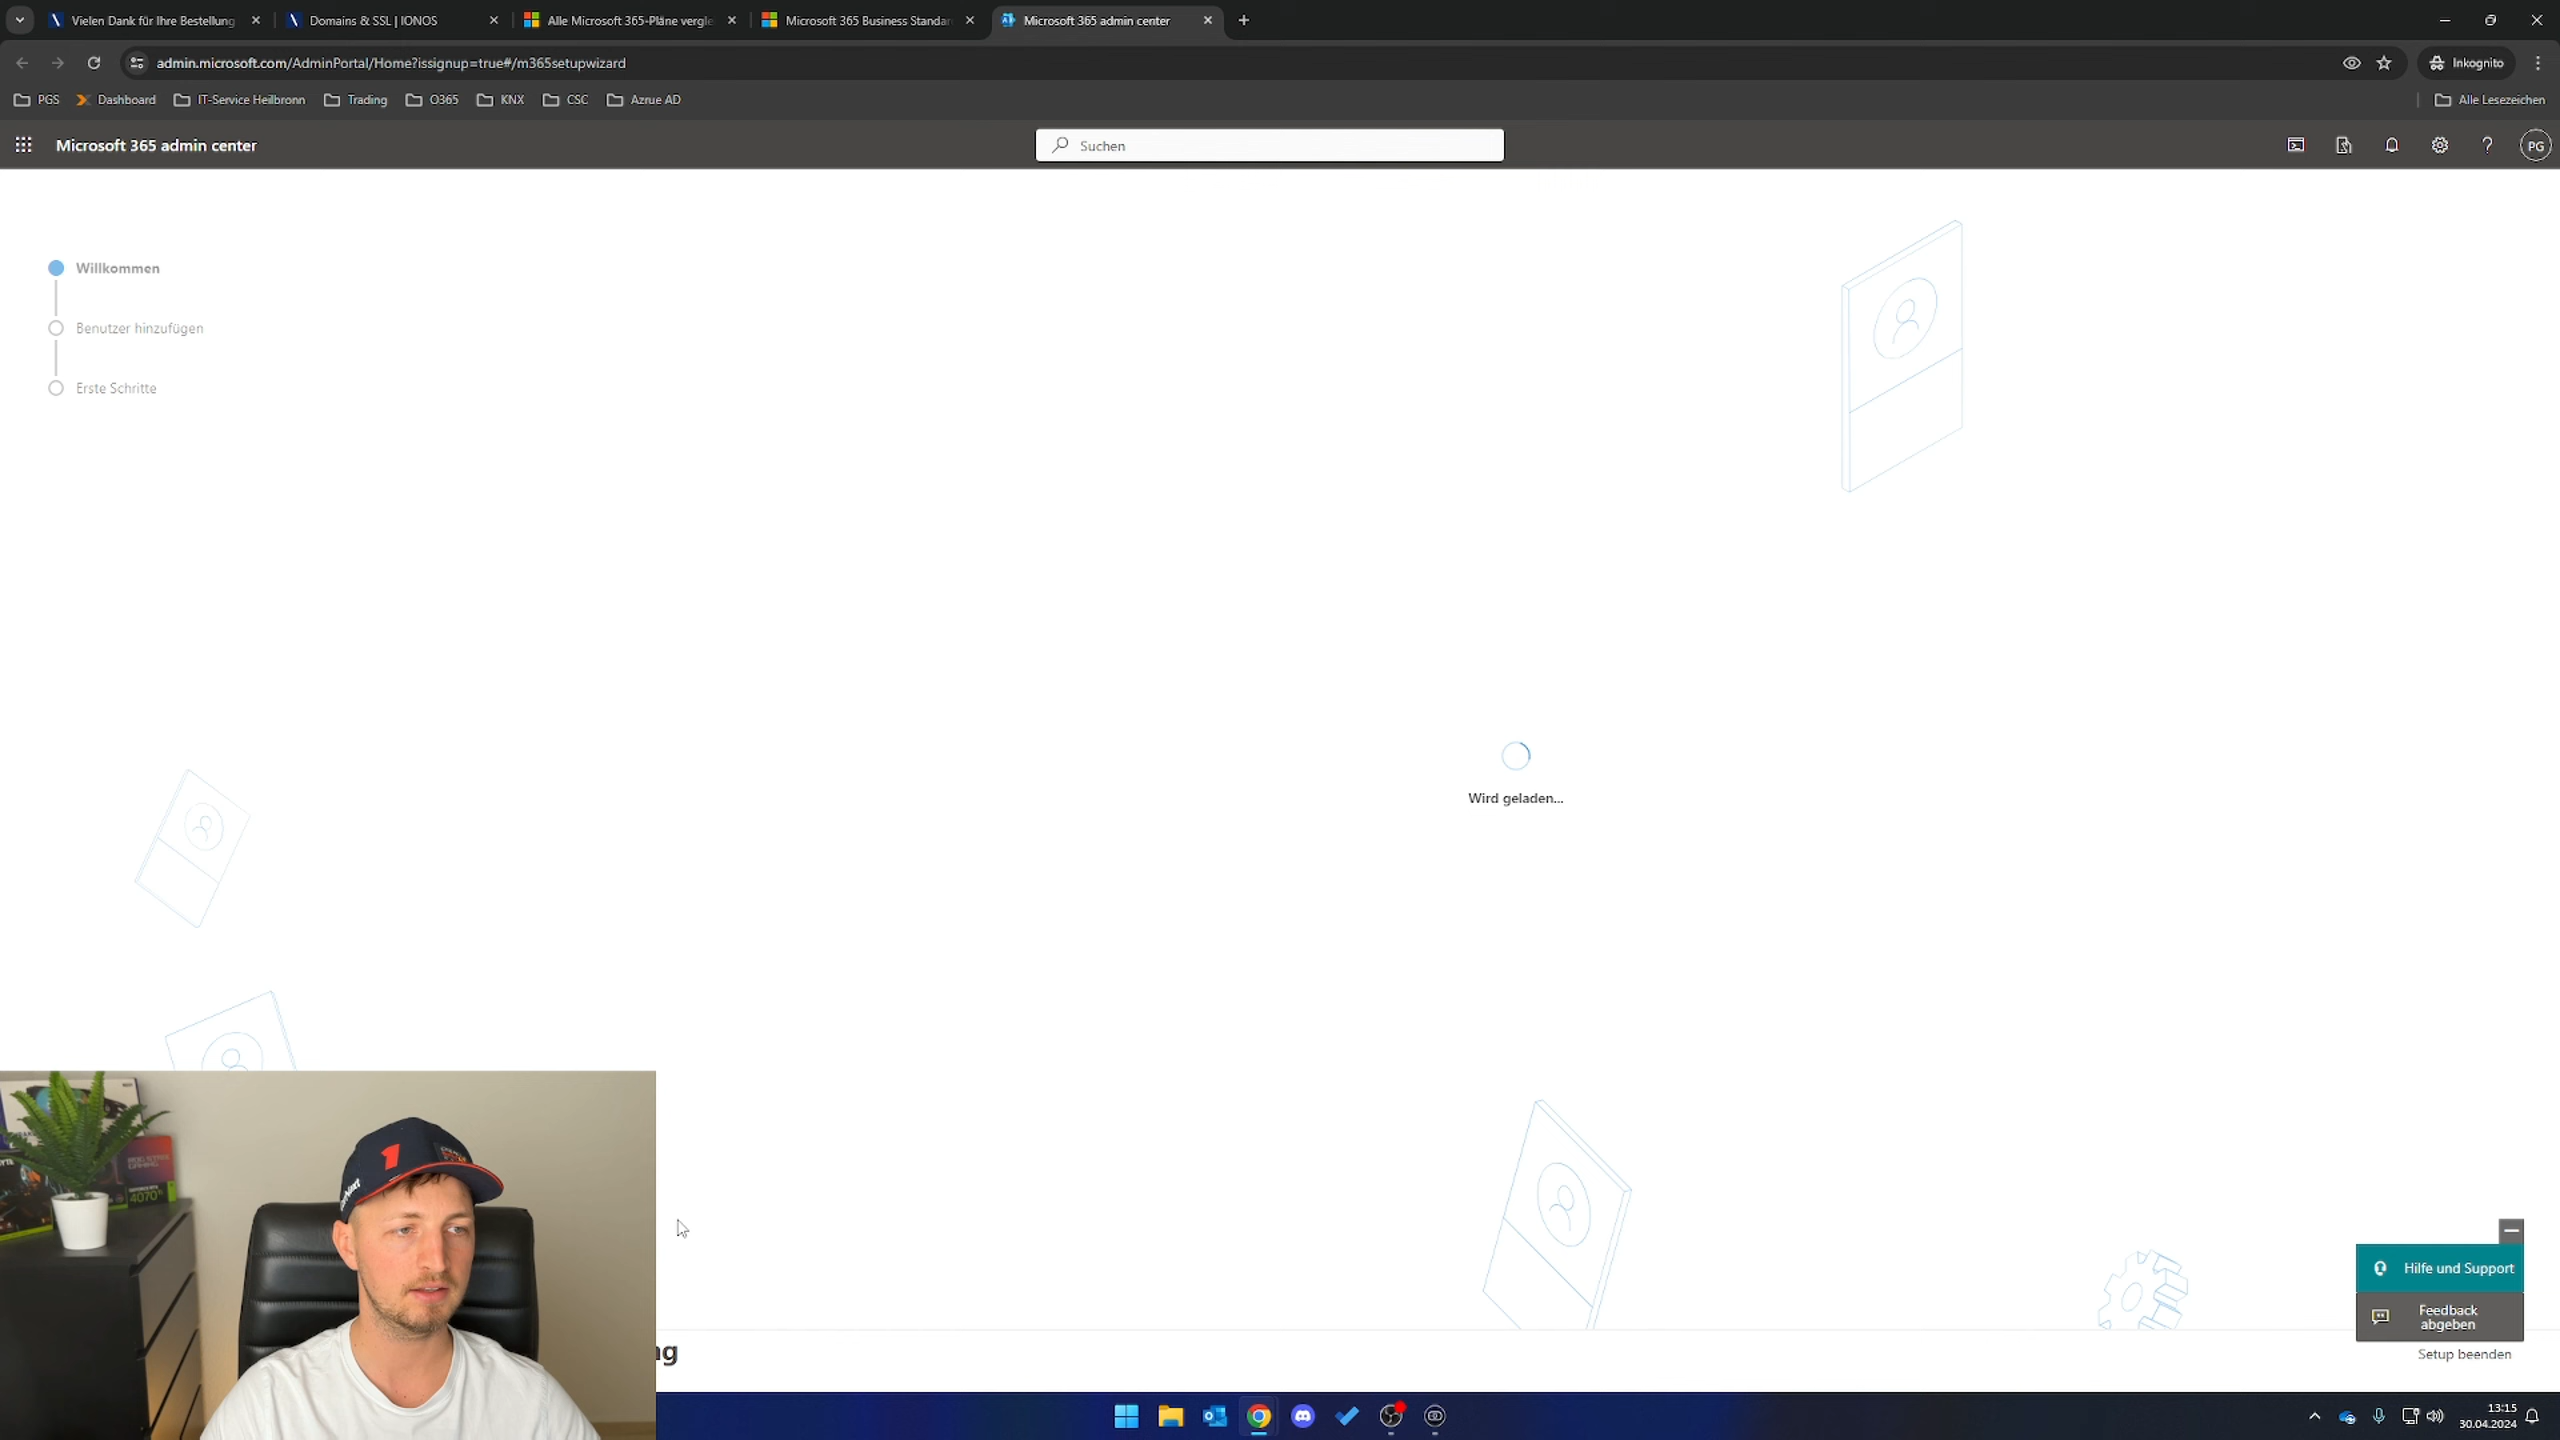 Vielen Dank für Ihre Bestellung
Domains & SSL | IONOS
Alle Microsoft 365-Pläne vergle
Microsoft 365 Business Standar
Microsoft 365 admin center
admin.microsoft.com/AdminPortal/Home?issignup=true#/m365setupwizard
Inkognito
PGS
Dashboard
IT-Service Heilbronn
Trading
O365
KNX
CSC
Azrue AD
Alle Lesezeichen
Microsoft 365 admin center
Suchen
PG
Willkommen
Benutzer hinzufügen
Erste Schritte
Wird geladen...
1
4070
ng
Hilfe und Support
Feedback
abgeben
Setup beenden
13:15
30.04.2024